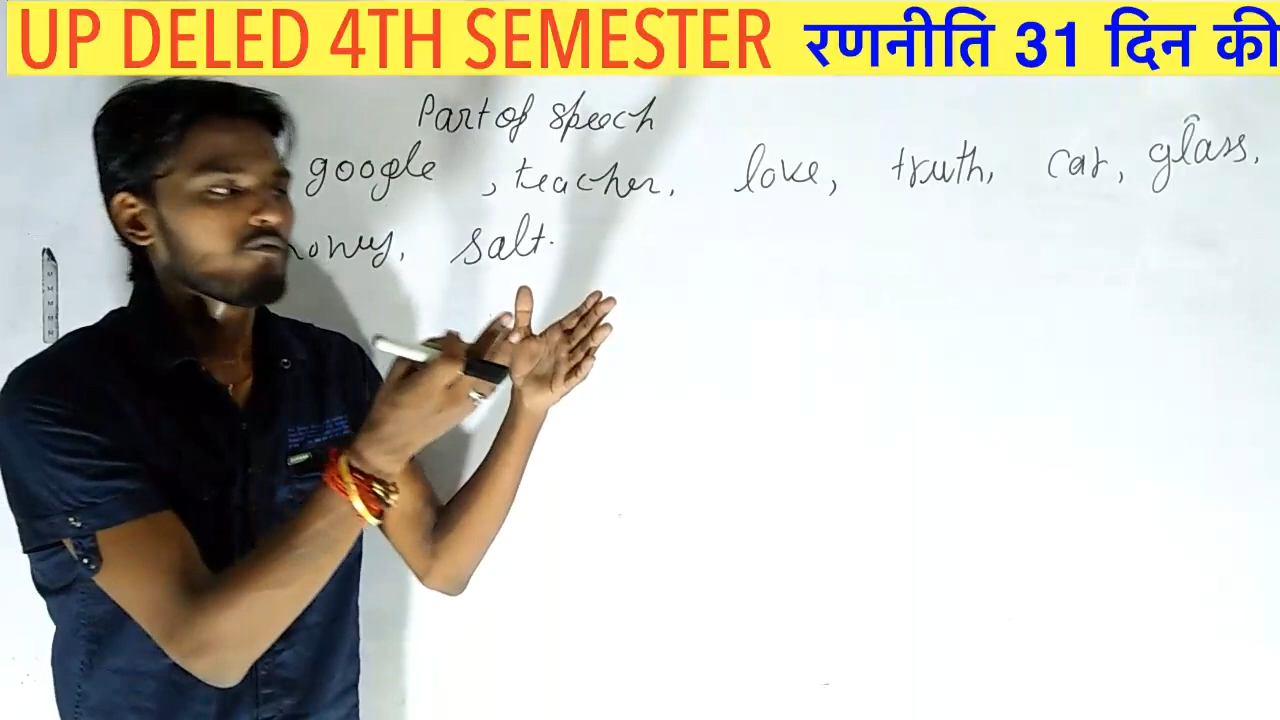 UP DELED 4TH SEMESTER रणनीति 31 दिन की
Part of speech
google , teacher, love, truth, car, glass,
salt.